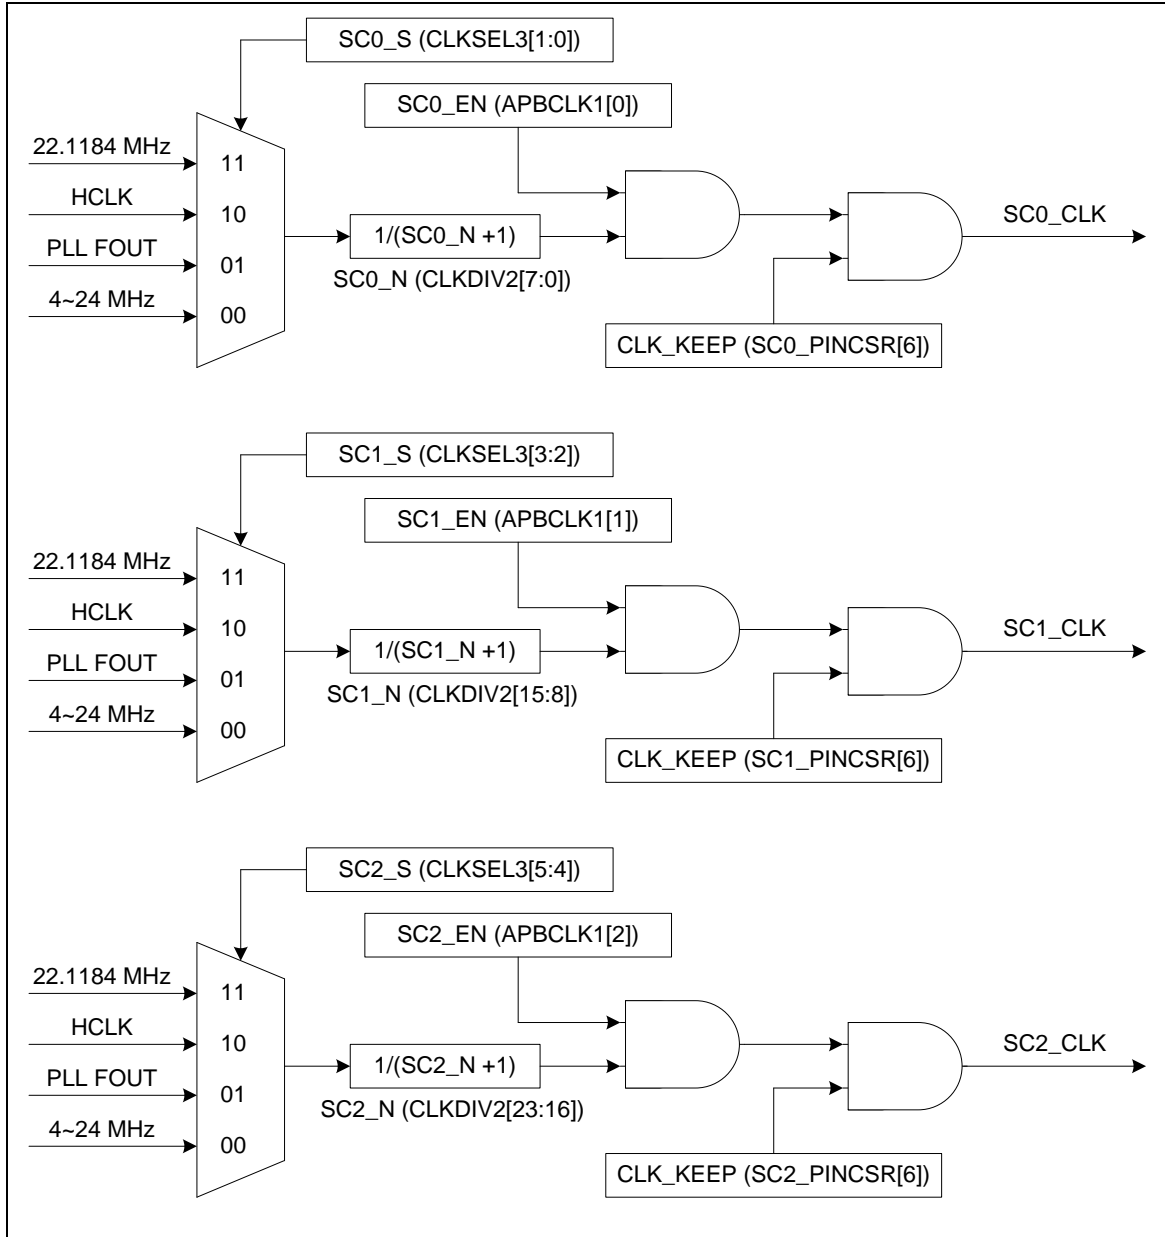 SC0_S (CLKSEL3[1:0])
SC0_EN (APBCLK1[0])
22.1184 MHz
11
HCLK
10
PLL FOUT
01
4~24 MHz
00
1/(SC0_N +1)
SC0_N (CLKDIV2[7:0])
SC0_CLK
CLK_KEEP (SC0_PINCSR[6])
SC1_S (CLKSEL3[3:2])
SC1_EN (APBCLK1[1])
22.1184 MHz
11
HCLK
10
PLL FOUT
01
4~24 MHz
00
1/(SC1_N +1)
SC1_N (CLKDIV2[15:8])
SC1_CLK
CLK_KEEP (SC1_PINCSR[6])
SC2_S (CLKSEL3[5:4])
SC2_EN (APBCLK1[2])
22.1184 MHz
11
HCLK
10
PLL FOUT
01
4~24 MHz
00
1/(SC2_N +1)
SC2_N (CLKDIV2[23:16])
SC2_CLK
CLK_KEEP (SC2_PINCSR[6])